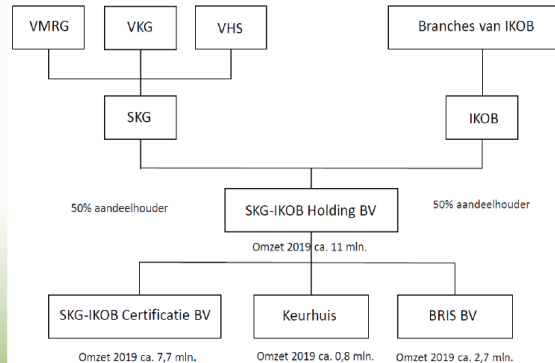 VMRG
VKG
VHS
Branches van IKOB
SKG
IKOB
50% aandeelhouder
SKG-IKOB Holding BV
50% aandeelhouder
Omzet 2019 ca. 11 mln.
SKG-IKOB Certificatie BV
Keurhuis
BRIS BV
Omzet 2019 ca. 7,7 mln.
Omzet 2019 ca. 0,8 mln.
Omzet 2019 ca. 2,7 mln.